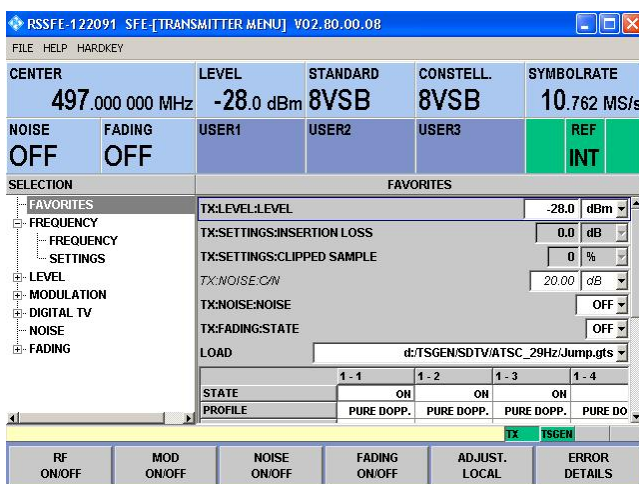 RSSFE-122091 SFE-[TRANSMITTER MENU] V02.80.00.08
FILE HELP HARDKEY
CENTER LEVEL STANDARD CONSTELL. SYMBOLRATE
497.000 000 MHz -28.0 dBm 8VSB 8VSB 10.762 MS/s
NOISE FADING USER1 USER2 USER3 REF
OFF OFF INT
SELECTION FAVORITES
FAVORITES
FREQUENCY
FREQUENCY
SETTINGS
LEVEL
MODULATION
DIGITAL TV
NOISE
FADING
TX:LEVEL:LEVEL -28.0 dBm
TX:SETTINGS:INSERTION LOSS 0.0 dB
TX:SETTINGS:CLIPPED SAMPLE 0 %
TX:NOISE:C/N 20.00 dB
TX:NOISE:NOISE OFF
TX:FADING:STATE OFF
LOAD d:/TSGEN/SDTV/ATSC_29Hz/Jump.gts
1 - 1 1 - 2 1 - 3 1 - 4
STATE ON ON ON
PROFILE PURE DOPP. PURE DOPP. PURE DOPP. PURE DO
TX TSGEN
RF ON/OFF MOD ON/OFF NOISE ON/OFF FADING ON/OFF ADJUST. LOCAL ERROR DETAILS